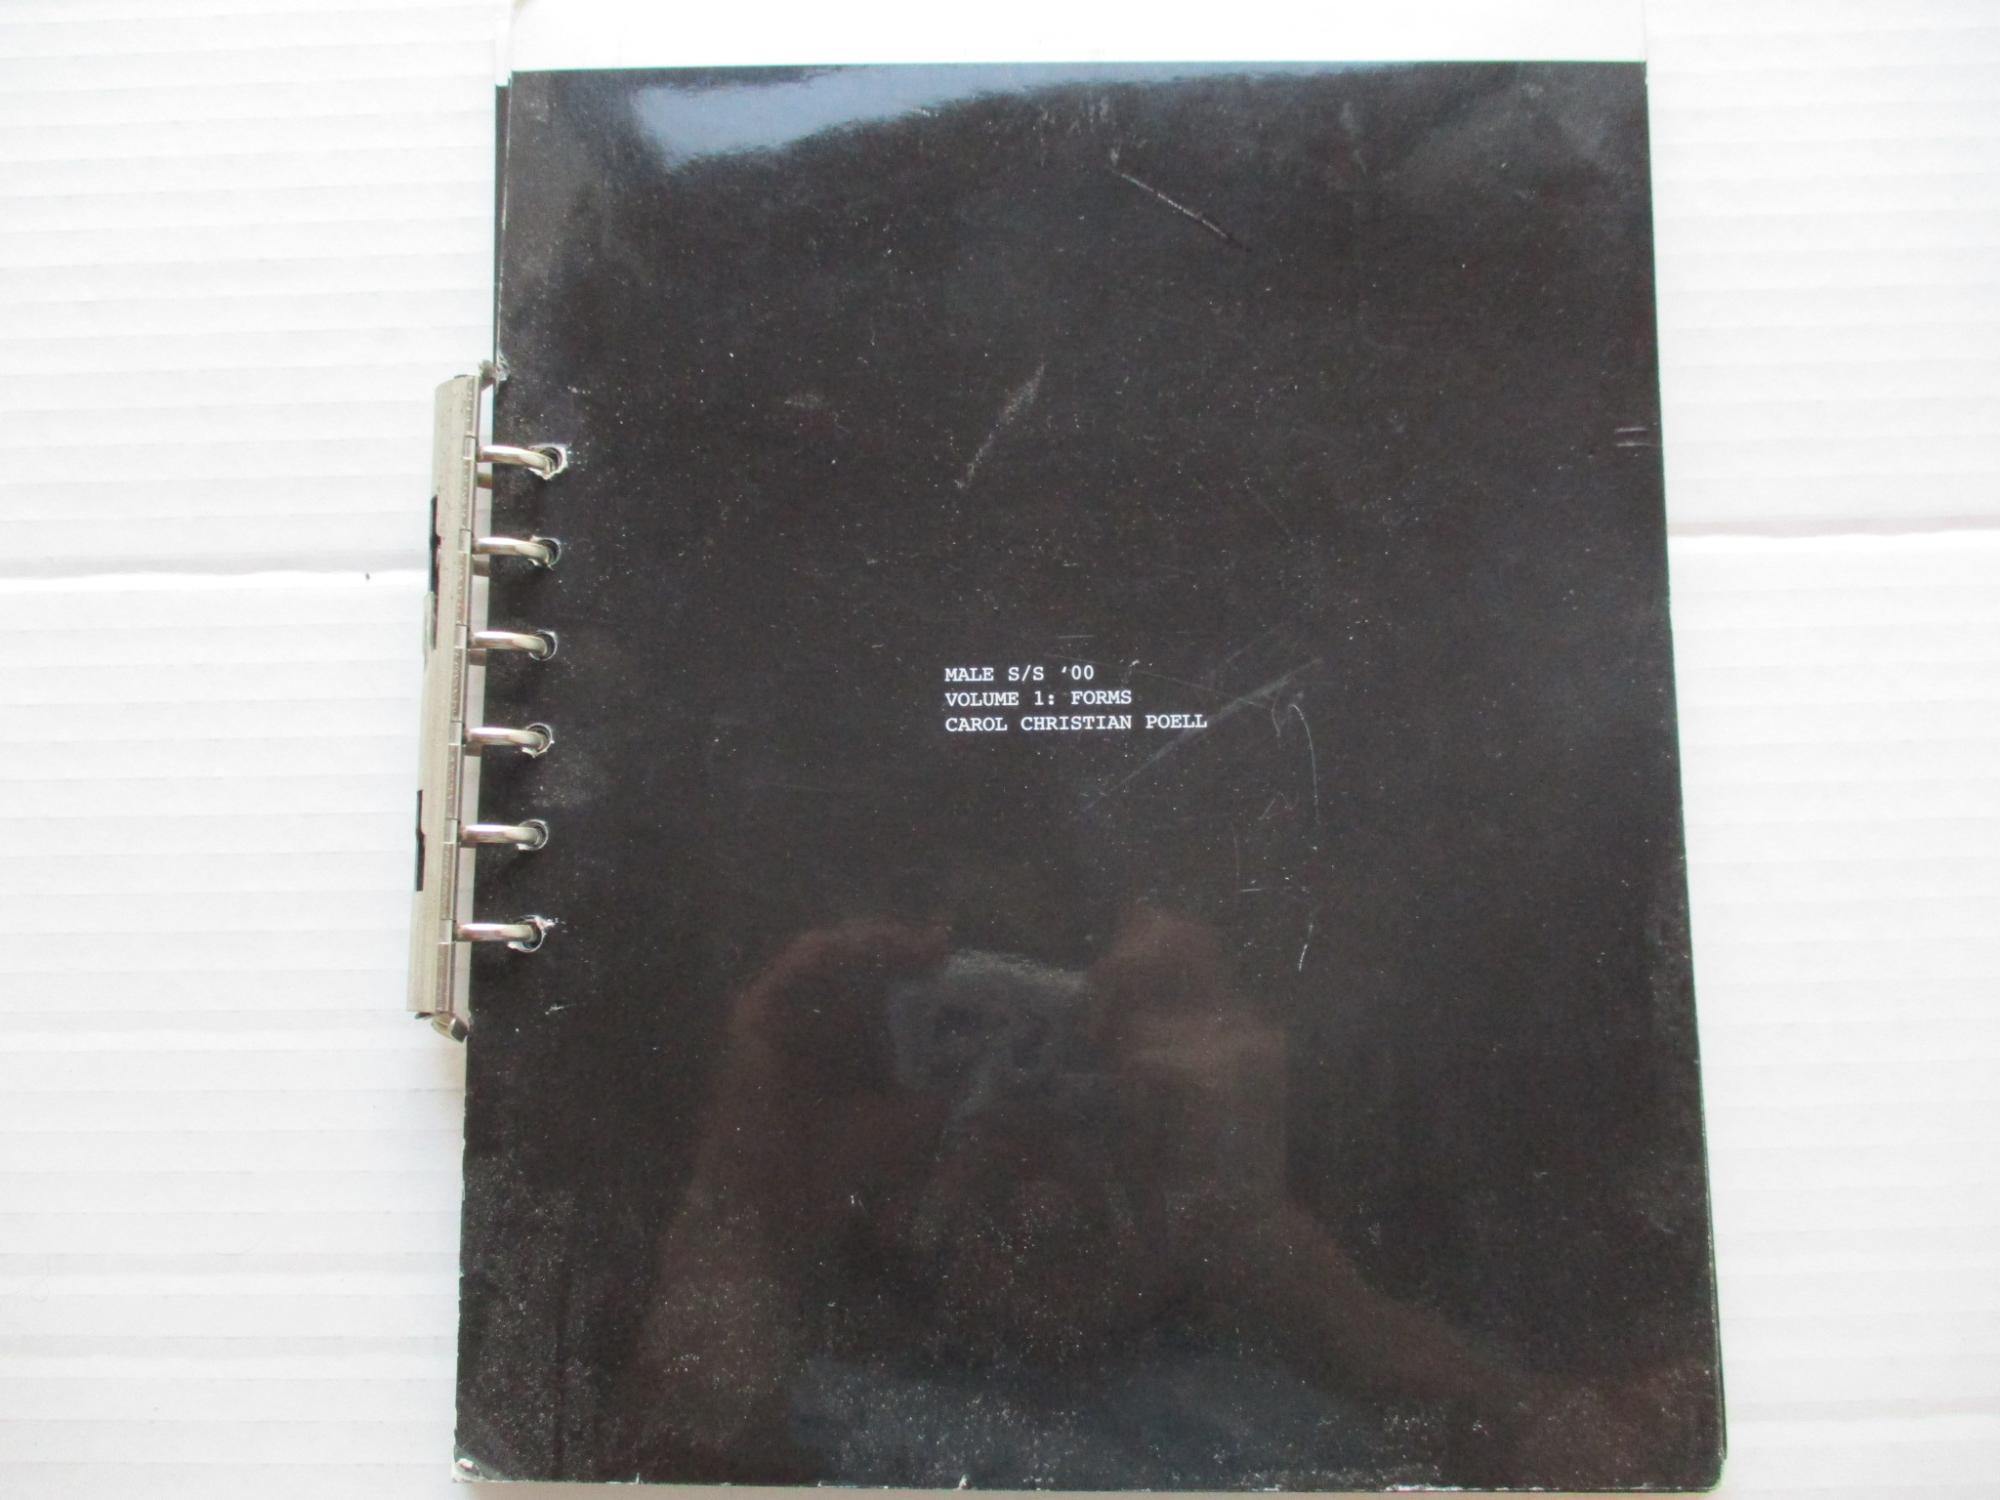 MALE S/S '00
VOLUME 1: FORMS
CAROL CHRISTIAN POELL